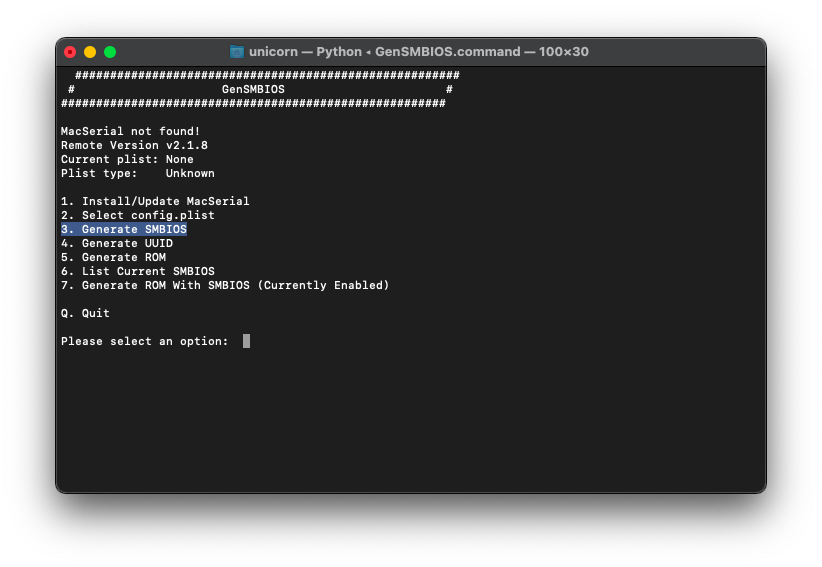 unicorn — Python ◂ GenSMBIOS.command — 100×30
#######################################################
# GenSMBIOS #
#######################################################
MacSerial not found!
Remote Version v2.1.8
Current plist: None
Plist type: Unknown
1. Install/Update MacSerial
2. Select config.plist
3. Generate SMBIOS
4. Generate UUID
5. Generate ROM
6. List Current SMBIOS
7. Generate ROM With SMBIOS (Currently Enabled)
Q. Quit
Please select an option: